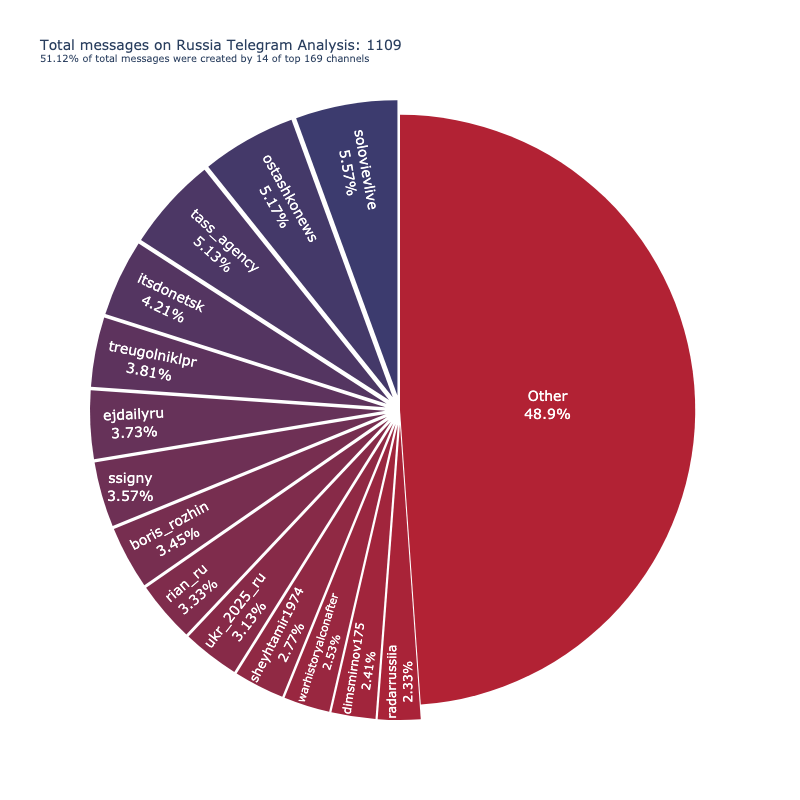 Total messages on Russia Telegram Analysis: 1109
51.12% of total messages were created by 14 of top 169 channels
solovievlive
5.57%
ostashkonews
5.17%
tass_agency
5.13%
itsdonetsk
4.21%
treugolniklpr
3.81%
ejdailyru
3.73%
ssigny
3.57%
boris_rozhin
3.45%
rian_ru
3.33%
ukr_2025_ru
3.13%
sheyhtamir1974
2.77%
warhistoryalconafter
2.53%
dimsmirnov175
2.41%
radarrussiia
2.33%
Other
48.9%